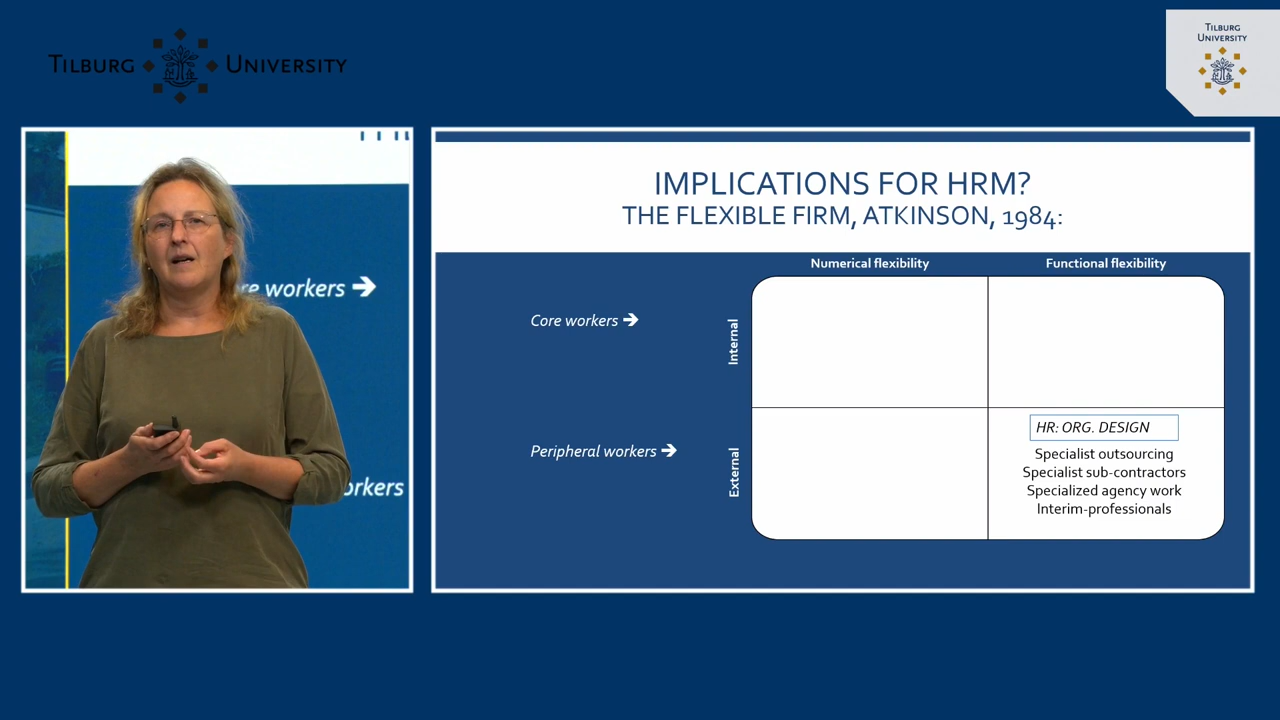 TILBURG UNIVERSITY
TILBURG
UNIVERSITY
re workers →
orkers
IMPLICATIONS FOR HRM?
THE FLEXIBLE FIRM, ATKINSON, 1984:
Numerical flexibility
Functional flexibility
Core workers →
Internal
Peripheral workers →
External
HR: ORG. DESIGN
Specialist outsourcing
Specialist sub-contractors
Specialized agency work
Interim-professionals